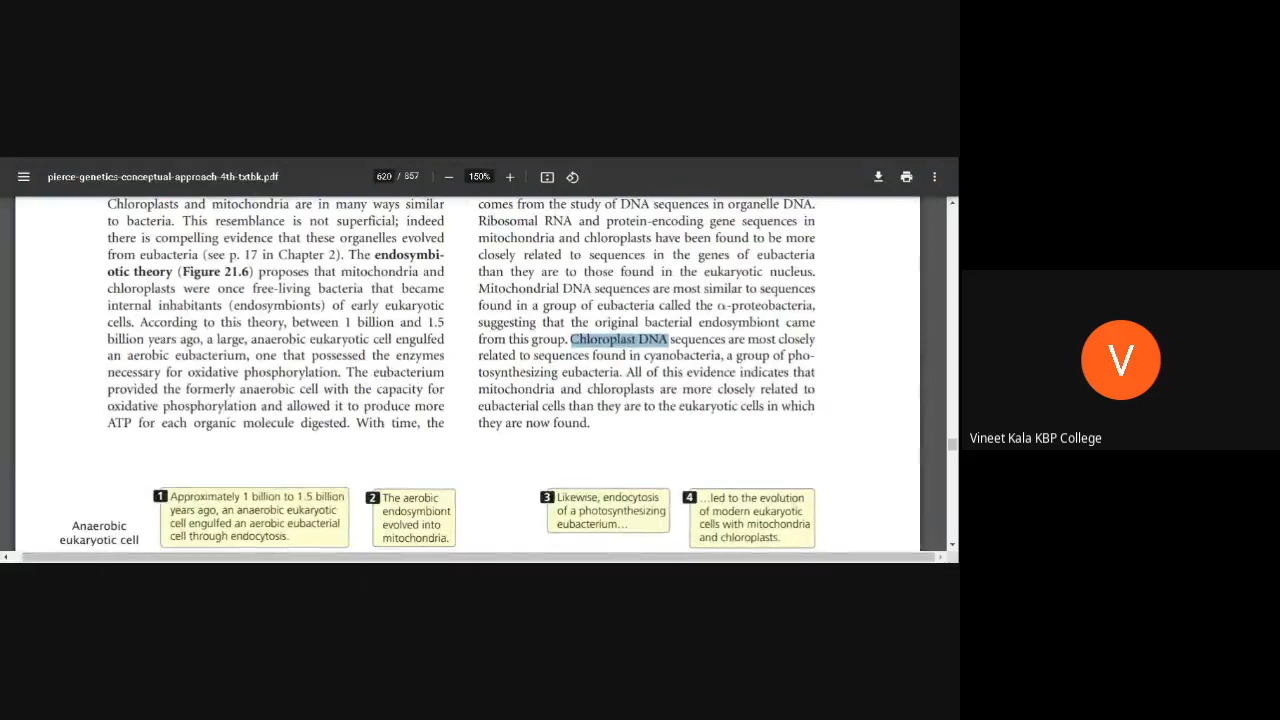 pierce-genetics-conceptual-approach-4th-txtbk.pdf
620 / 857
150%
Chloroplasts and mitochondria are in many ways similar
to bacteria. This resemblance is not superficial; indeed
there is compelling evidence that these organelles evolved
from eubacteria (see p. 17 in Chapter 2). The endosymbi-
otic theory (Figure 21.6) proposes that mitochondria and
chloroplasts were once free-living bacteria that became
internal inhabitants (endosymbionts) of early eukaryotic
cells. According to this theory, between 1 billion and 1.5
billion years ago, a large, anaerobic eukaryotic cell engulfed
an aerobic eubacterium, one that possessed the enzymes
necessary for oxidative phosphorylation. The eubacterium
provided the formerly anaerobic cell with the capacity for
oxidative phosphorylation and allowed it to produce more
ATP for each organic molecule digested. With time, the
comes from the study of DNA sequences in organelle DNA.
Ribosomal RNA and protein-encoding gene sequences in
mitochondria and chloroplasts have been found to be more
closely related to sequences in the genes of eubacteria
than they are to those found in the eukaryotic nucleus.
Mitochondrial DNA sequences are most similar to sequences
found in a group of eubacteria called the α-proteobacteria,
suggesting that the original bacterial endosymbiont came
from this group. Chloroplast DNA sequences are most closely
related to sequences found in cyanobacteria, a group of pho-
tosynthesizing eubacteria. All of this evidence indicates that
mitochondria and chloroplasts are more closely related to
eubacterial cells than they are to the eukaryotic cells in which
they are now found.
Anaerobic
eukaryotic cell
1 Approximately 1 billion to 1.5 billion
years ago, an anaerobic eukaryotic
cell engulfed an aerobic eubacterial
cell through endocytosis.
2 The aerobic
endosymbiont
evolved into
mitochondria.
3 Likewise, endocytosis
of a photosynthesizing
eubacterium…
4 …led to the evolution
of modern eukaryotic
cells with mitochondria
and chloroplasts.
V
Vineet Kala KBP College